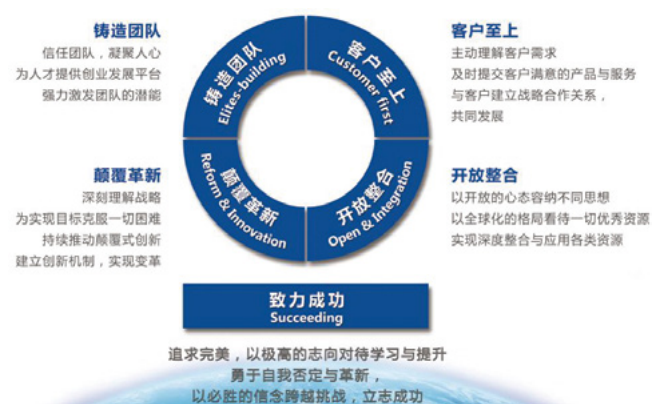 铸造团队
信任团队，凝聚人心
为人才提供创业发展平台
强力激发团队的潜能
客户至上
主动理解客户需求
及时提交客户满意的产品与服务
与客户建立战略合作关系，
共同发展
铸造团队
Elites-building
客户至上
Customer first
颠覆革新
Reform & Innovation
开放整合
Open & Integration
颠覆革新
深刻理解战略
为实现目标克服一切困难
持续推动颠覆式创新
建立创新机制，实现变革
开放整合
以开放的心态容纳不同思想
以全球化的格局看待一切优秀资源
实现深度整合与应用各类资源
致力成功
Succeeding
追求完美，以极高的志向对待学习与提升
勇于自我否定与革新，
以必胜的信念跨越挑战，立志成功